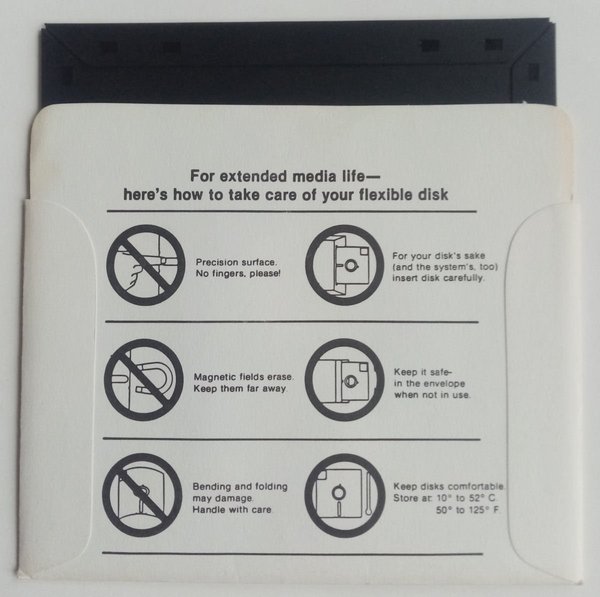 For extended media life—
here's how to take care of your flexible disk
Precision surface.
No fingers, please!
For your disk's sake
(and the system's, too)
insert disk carefully.
Magnetic fields erase.
Keep them far away.
Keep it safe-
in the envelope
when not in use.
Bending and folding
may damage.
Handle with care.
Keep disks comfortable.
Store at: 10° to 52° C.
50° to 125° F.